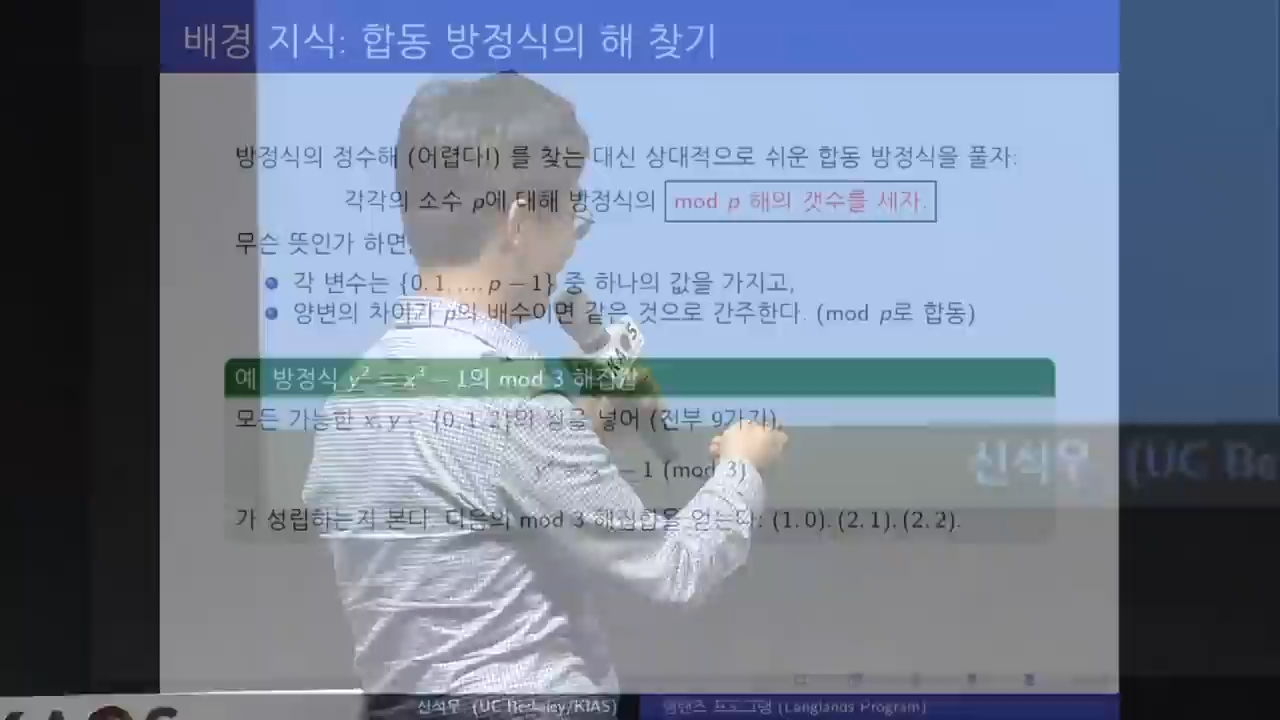 배경 지식: 합동 방정식의 해 찾기
방정식의 정수해 (어렵다!) 를 찾는 대신 상대적으로 쉬운 합동 방정식을 풀자:
각각의 소수 p에 대해 방정식의 mod p 해의 갯수를 세자.
무슨 뜻인가 하면,
각 변수는 {0, 1, ..., p − 1} 중 하나의 값을 가지고,
양변의 차이가 p의 배수이면 같은 것으로 간주한다. (mod p로 합동)
예 방정식 y² = x³ − 1의 mod 3 해집합
모든 가능한 x, y ∈ {0, 1, 2}의 쌍을 넣어 (전부 9가지),
− 1 (mod 3)
가 성립하는지 본다. 다음의 mod 3 해집합을 얻는다: (1, 0), (2, 1), (2, 2).
신석우 (UC Be
신석우 (UC Berkeley/KIAS) 랭랜즈 프로그램 (Langlands Program)
KAOS
KAOS